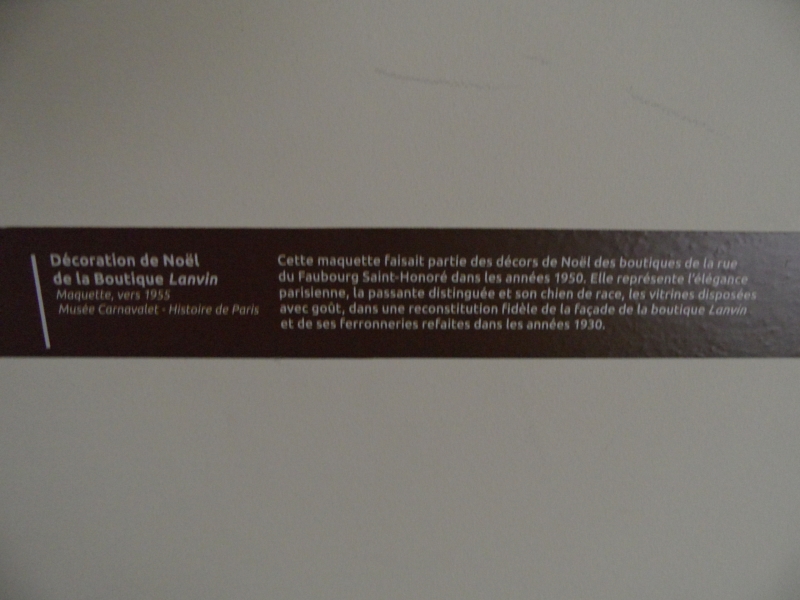 Décoration de Noël
de la Boutique Lanvin
Maquette, vers 1955
Musée Carnavalet - Histoire de Paris
Cette maquette faisait partie des décors de Noël des boutiques de la rue
du Faubourg Saint-Honoré dans les années 1950. Elle représente l'élégance
parisienne, la passante distinguée et son chien de race, les vitrines disposées
avec goût, dans une reconstitution fidèle de la façade de la boutique Lanvin
et de ses ferronneries refaites dans les années 1930.